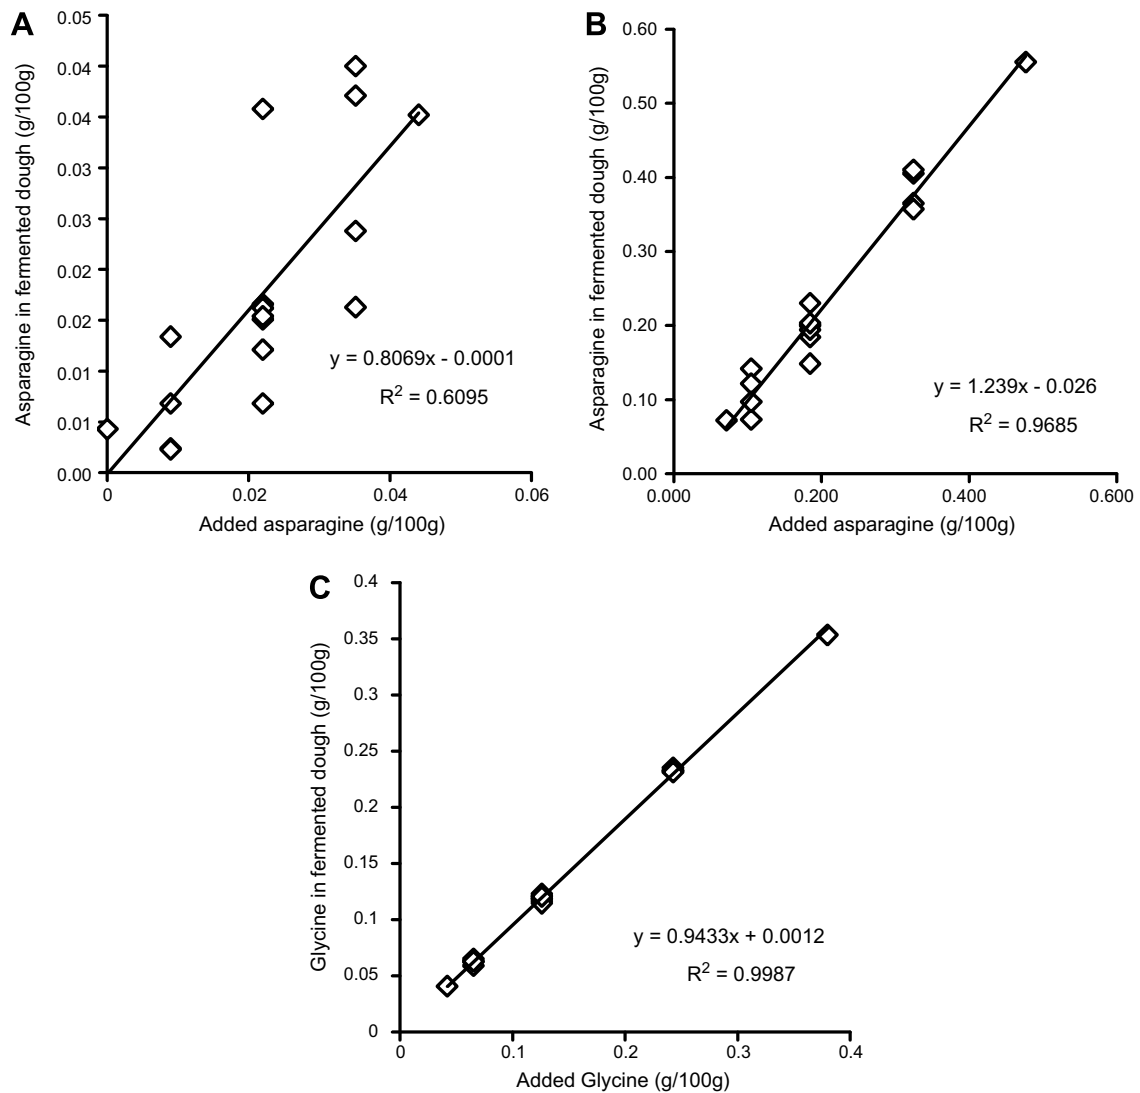 A
Asparagine in fermented dough (g/100g)
0.05
0.04
0.04
0.03
0.03
0.02
0.02
0.01
0.01
0.00
0
0.02
0.04
0.06
Added asparagine (g/100g)
y = 0.8069x - 0.0001
R² = 0.6095
B
Asparagine in fermented dough (g/100g)
0.60
0.50
0.40
0.30
0.20
0.10
0.00
0.000
0.200
0.400
0.600
Added asparagine (g/100g)
y = 1.239x - 0.026
R² = 0.9685
C
Glycine in fermented dough (g/100g)
0.4
0.35
0.3
0.25
0.2
0.15
0.1
0.05
0
0
0.1
0.2
0.3
0.4
Added Glycine (g/100g)
y = 0.9433x + 0.0012
R² = 0.9987